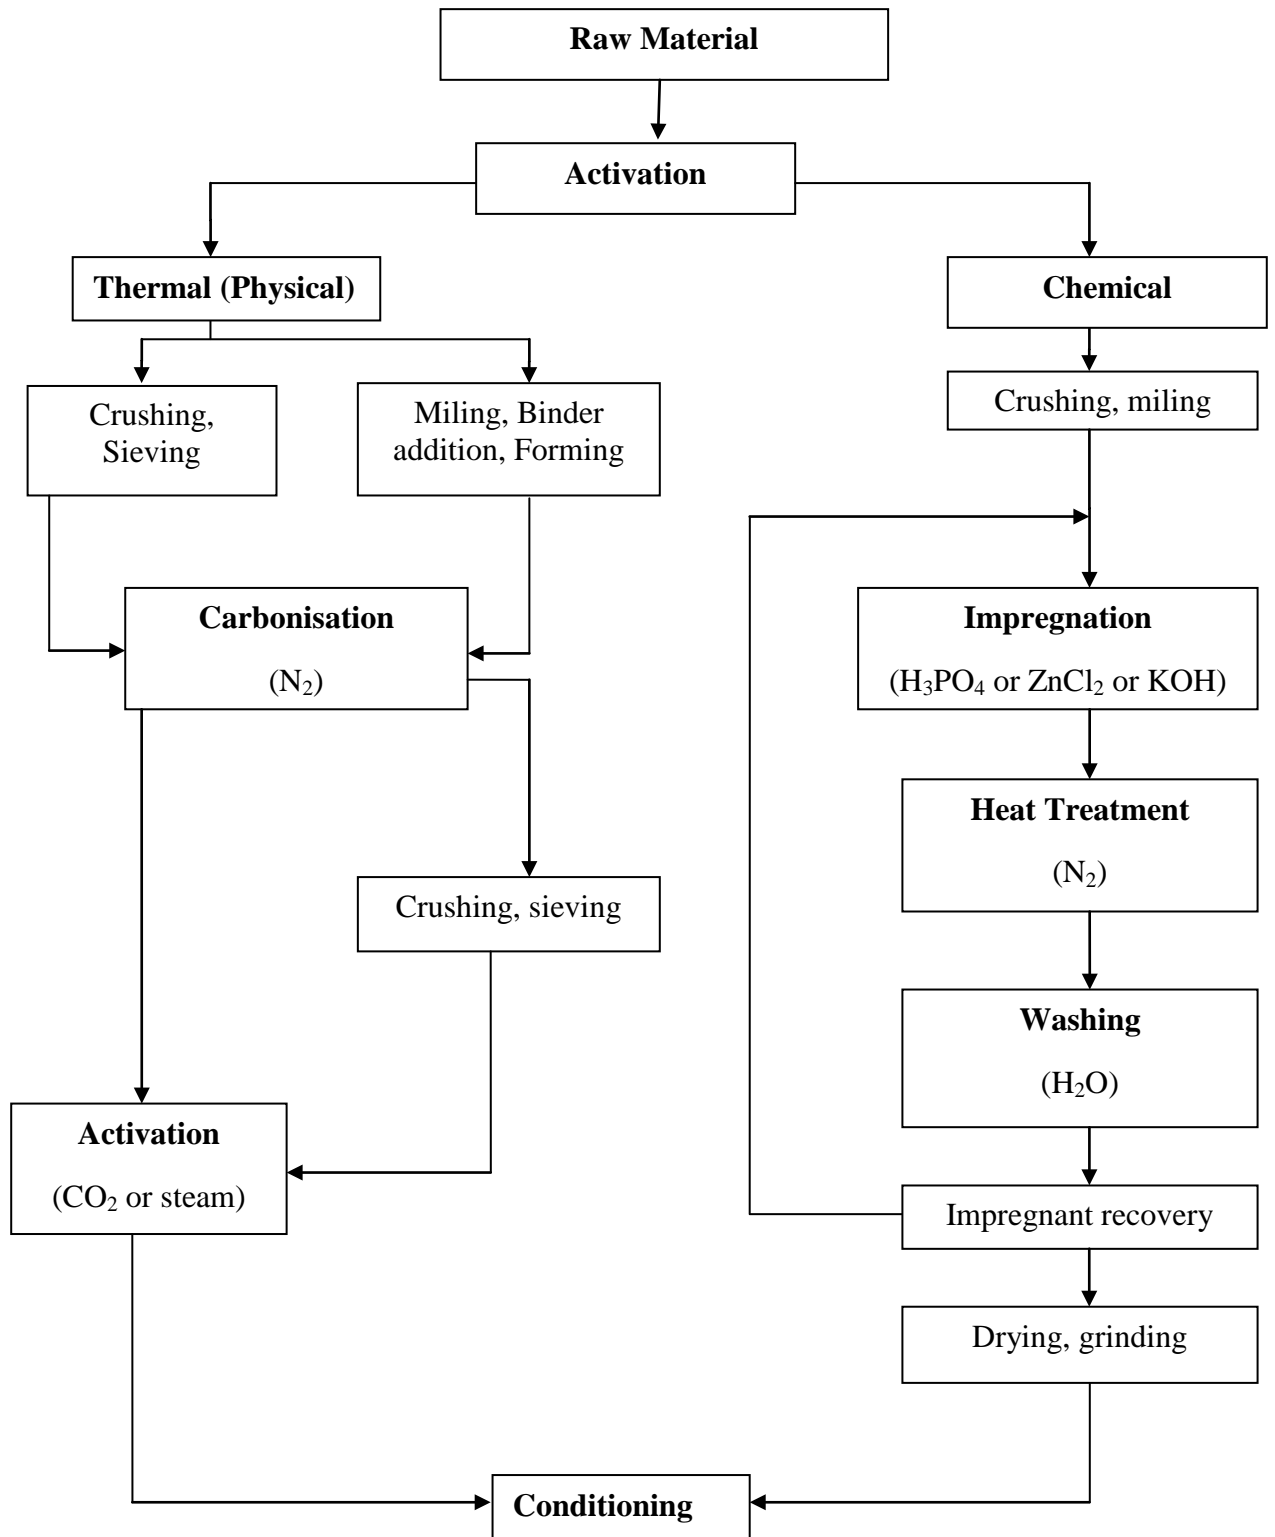 Raw Material
Activation
Thermal (Physical)
Chemical
Crushing,
Sieving
Miling, Binder
addition, Forming
Crushing, miling
Carbonisation
(N₂)
Impregnation
(H₃PO₄ or ZnCl₂ or KOH)
Heat Treatment
(N₂)
Crushing, sieving
Washing
(H₂O)
Activation
(CO₂ or steam)
Impregnant recovery
Drying, grinding
Conditioning